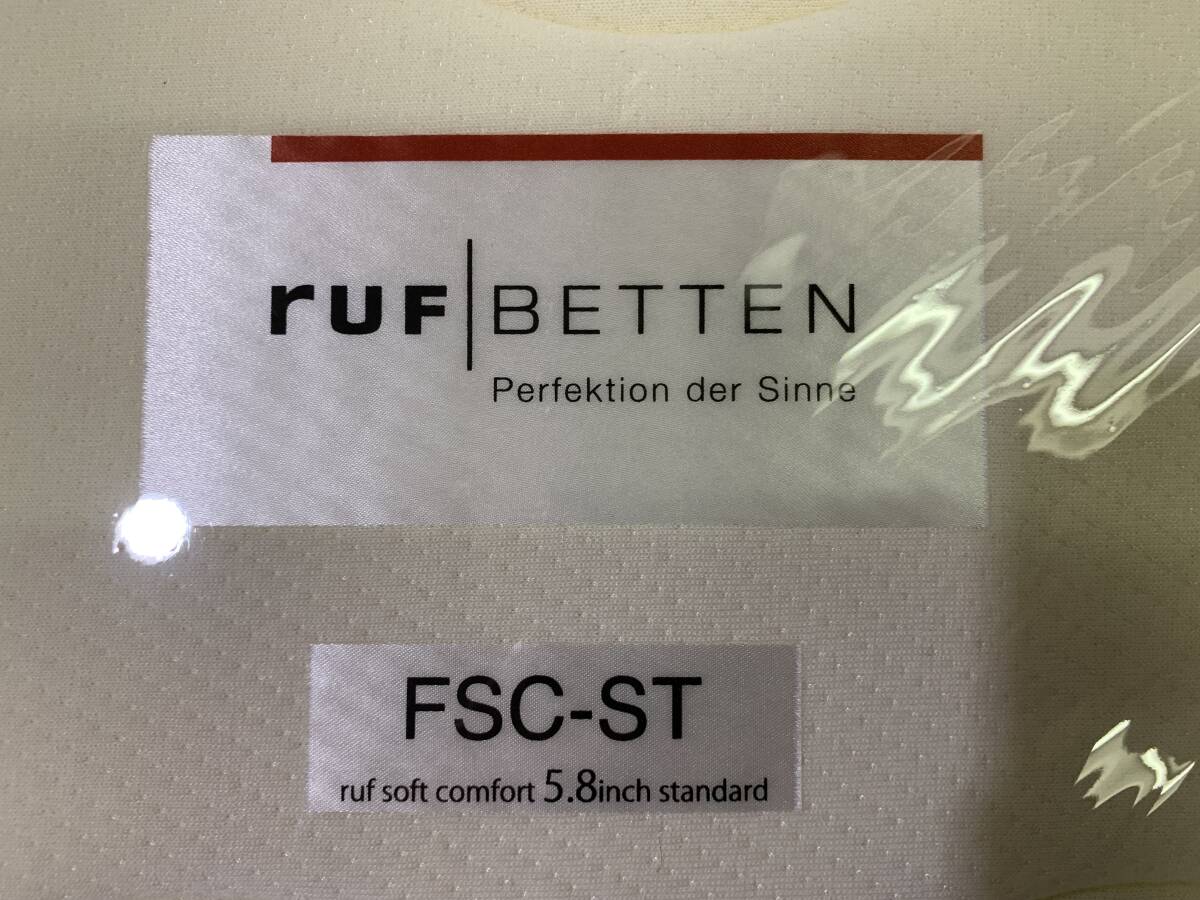 ruf|BETTEN
Perfektion der Sinne
FSC-ST
ruf soft comfort 5.8inch standard